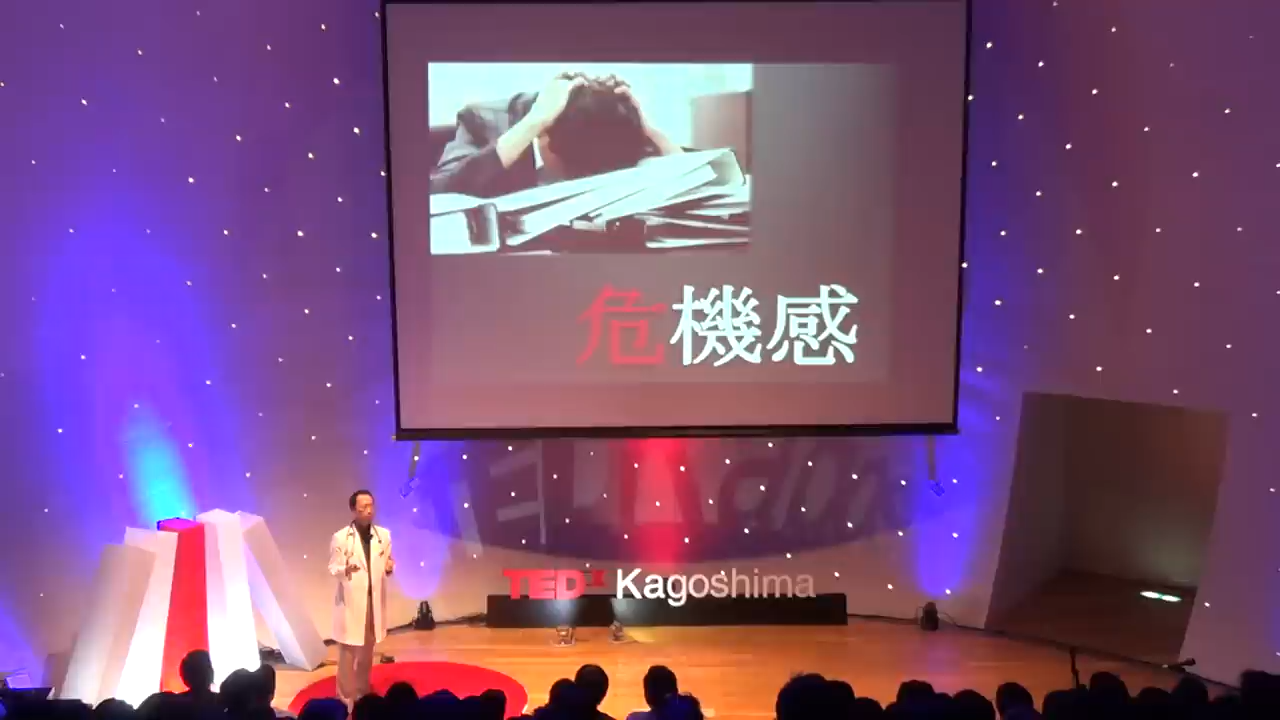 危機感
TEDx Kagoshima